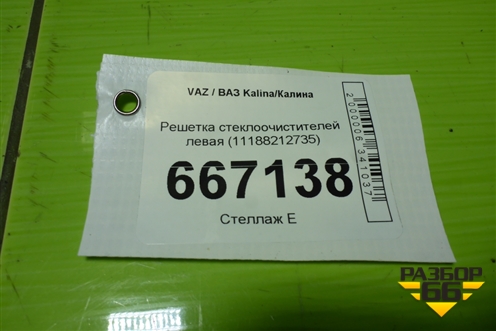 VAZ / ВАЗ Kalina/Калина
Решетка стеклоочистителей
левая (11188212735)
667138
Стеллаж Е
2000006341037
РАЗБОР
66